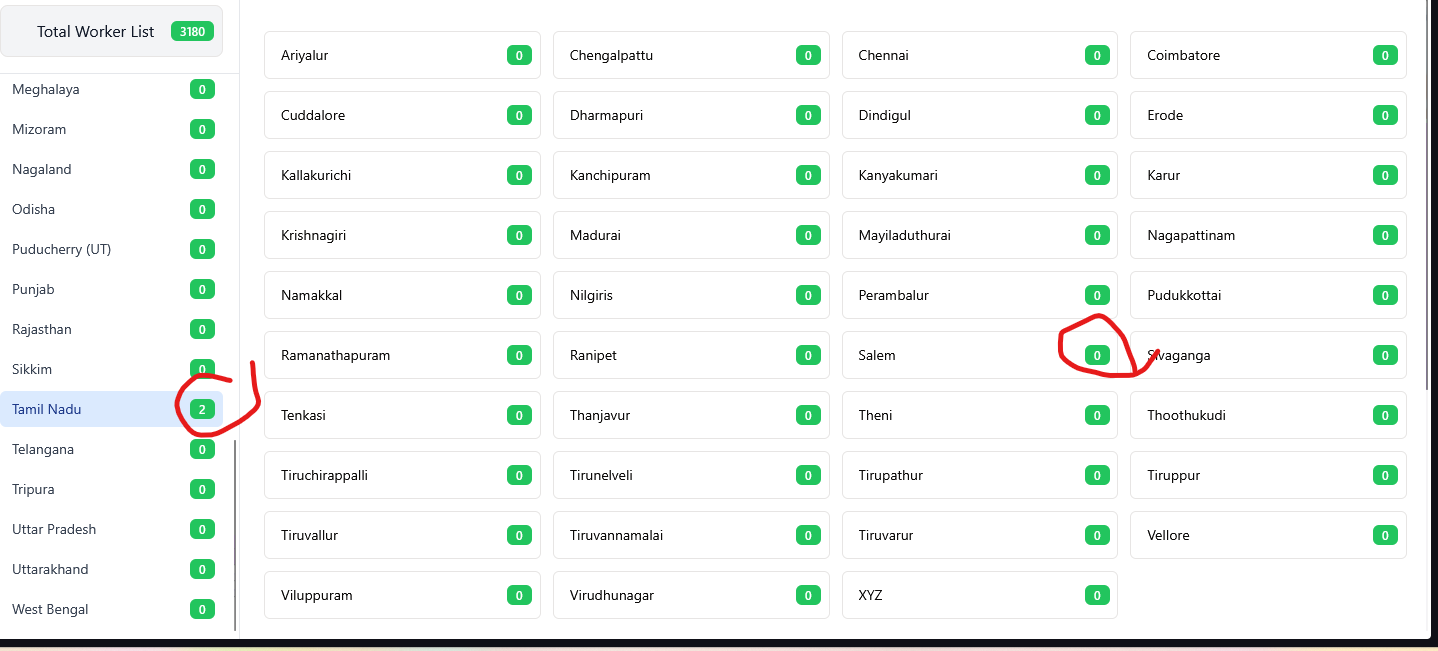 Total Worker List 3180
Meghalaya 0
Mizoram 0
Nagaland 0
Odisha 0
Puducherry (UT) 0
Punjab 0
Rajasthan 0
Sikkim 0
Tamil Nadu 2
Telangana 0
Tripura 0
Uttar Pradesh 0
Uttarakhand 0
West Bengal 0
Ariyalur 0 Chengalpattu 0 Chennai 0 Coimbatore 0
Cuddalore 0 Dharmapuri 0 Dindigul 0 Erode 0
Kallakurichi 0 Kanchipuram 0 Kanyakumari 0 Karur 0
Krishnagiri 0 Madurai 0 Mayiladuthurai 0 Nagapattinam 0
Namakkal 0 Nilgiris 0 Perambalur 0 Pudukkottai 0
Ramanathapuram 0 Ranipet 0 Salem 0 Sivaganga 0
Tenkasi 0 Thanjavur 0 Theni 0 Thoothukudi 0
Tiruchirappalli 0 Tirunelveli 0 Tirupathur 0 Tiruppur 0
Tiruvallur 0 Tiruvannamalai 0 Tiruvarur 0 Vellore 0
Viluppuram 0 Virudhunagar 0 XYZ 0